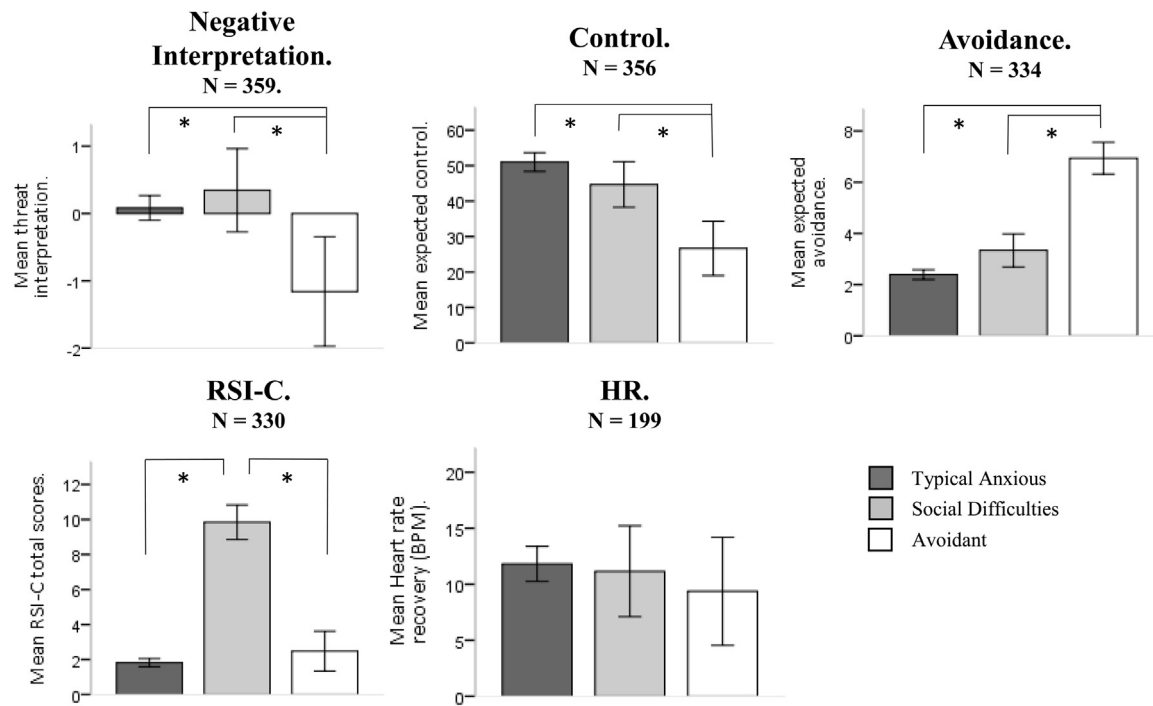 Negative
Interpretation.
N = 359.
*
*
Mean threat
interpretation.
1
0
-1
-2
Control.
N = 356
*
*
Mean expected control.
60
50
40
30
20
10
0
Avoidance.
N = 334
*
*
Mean expected
avoidance.
8
6
4
2
0
RSI-C.
N = 330
*
*
Mean RSI-C total scores.
12
10
8
6
4
2
0
HR.
N = 199
Mean Heart rate
recovery (BPM).
20
15
10
5
0
Typical Anxious
Social Difficulties
Avoidant